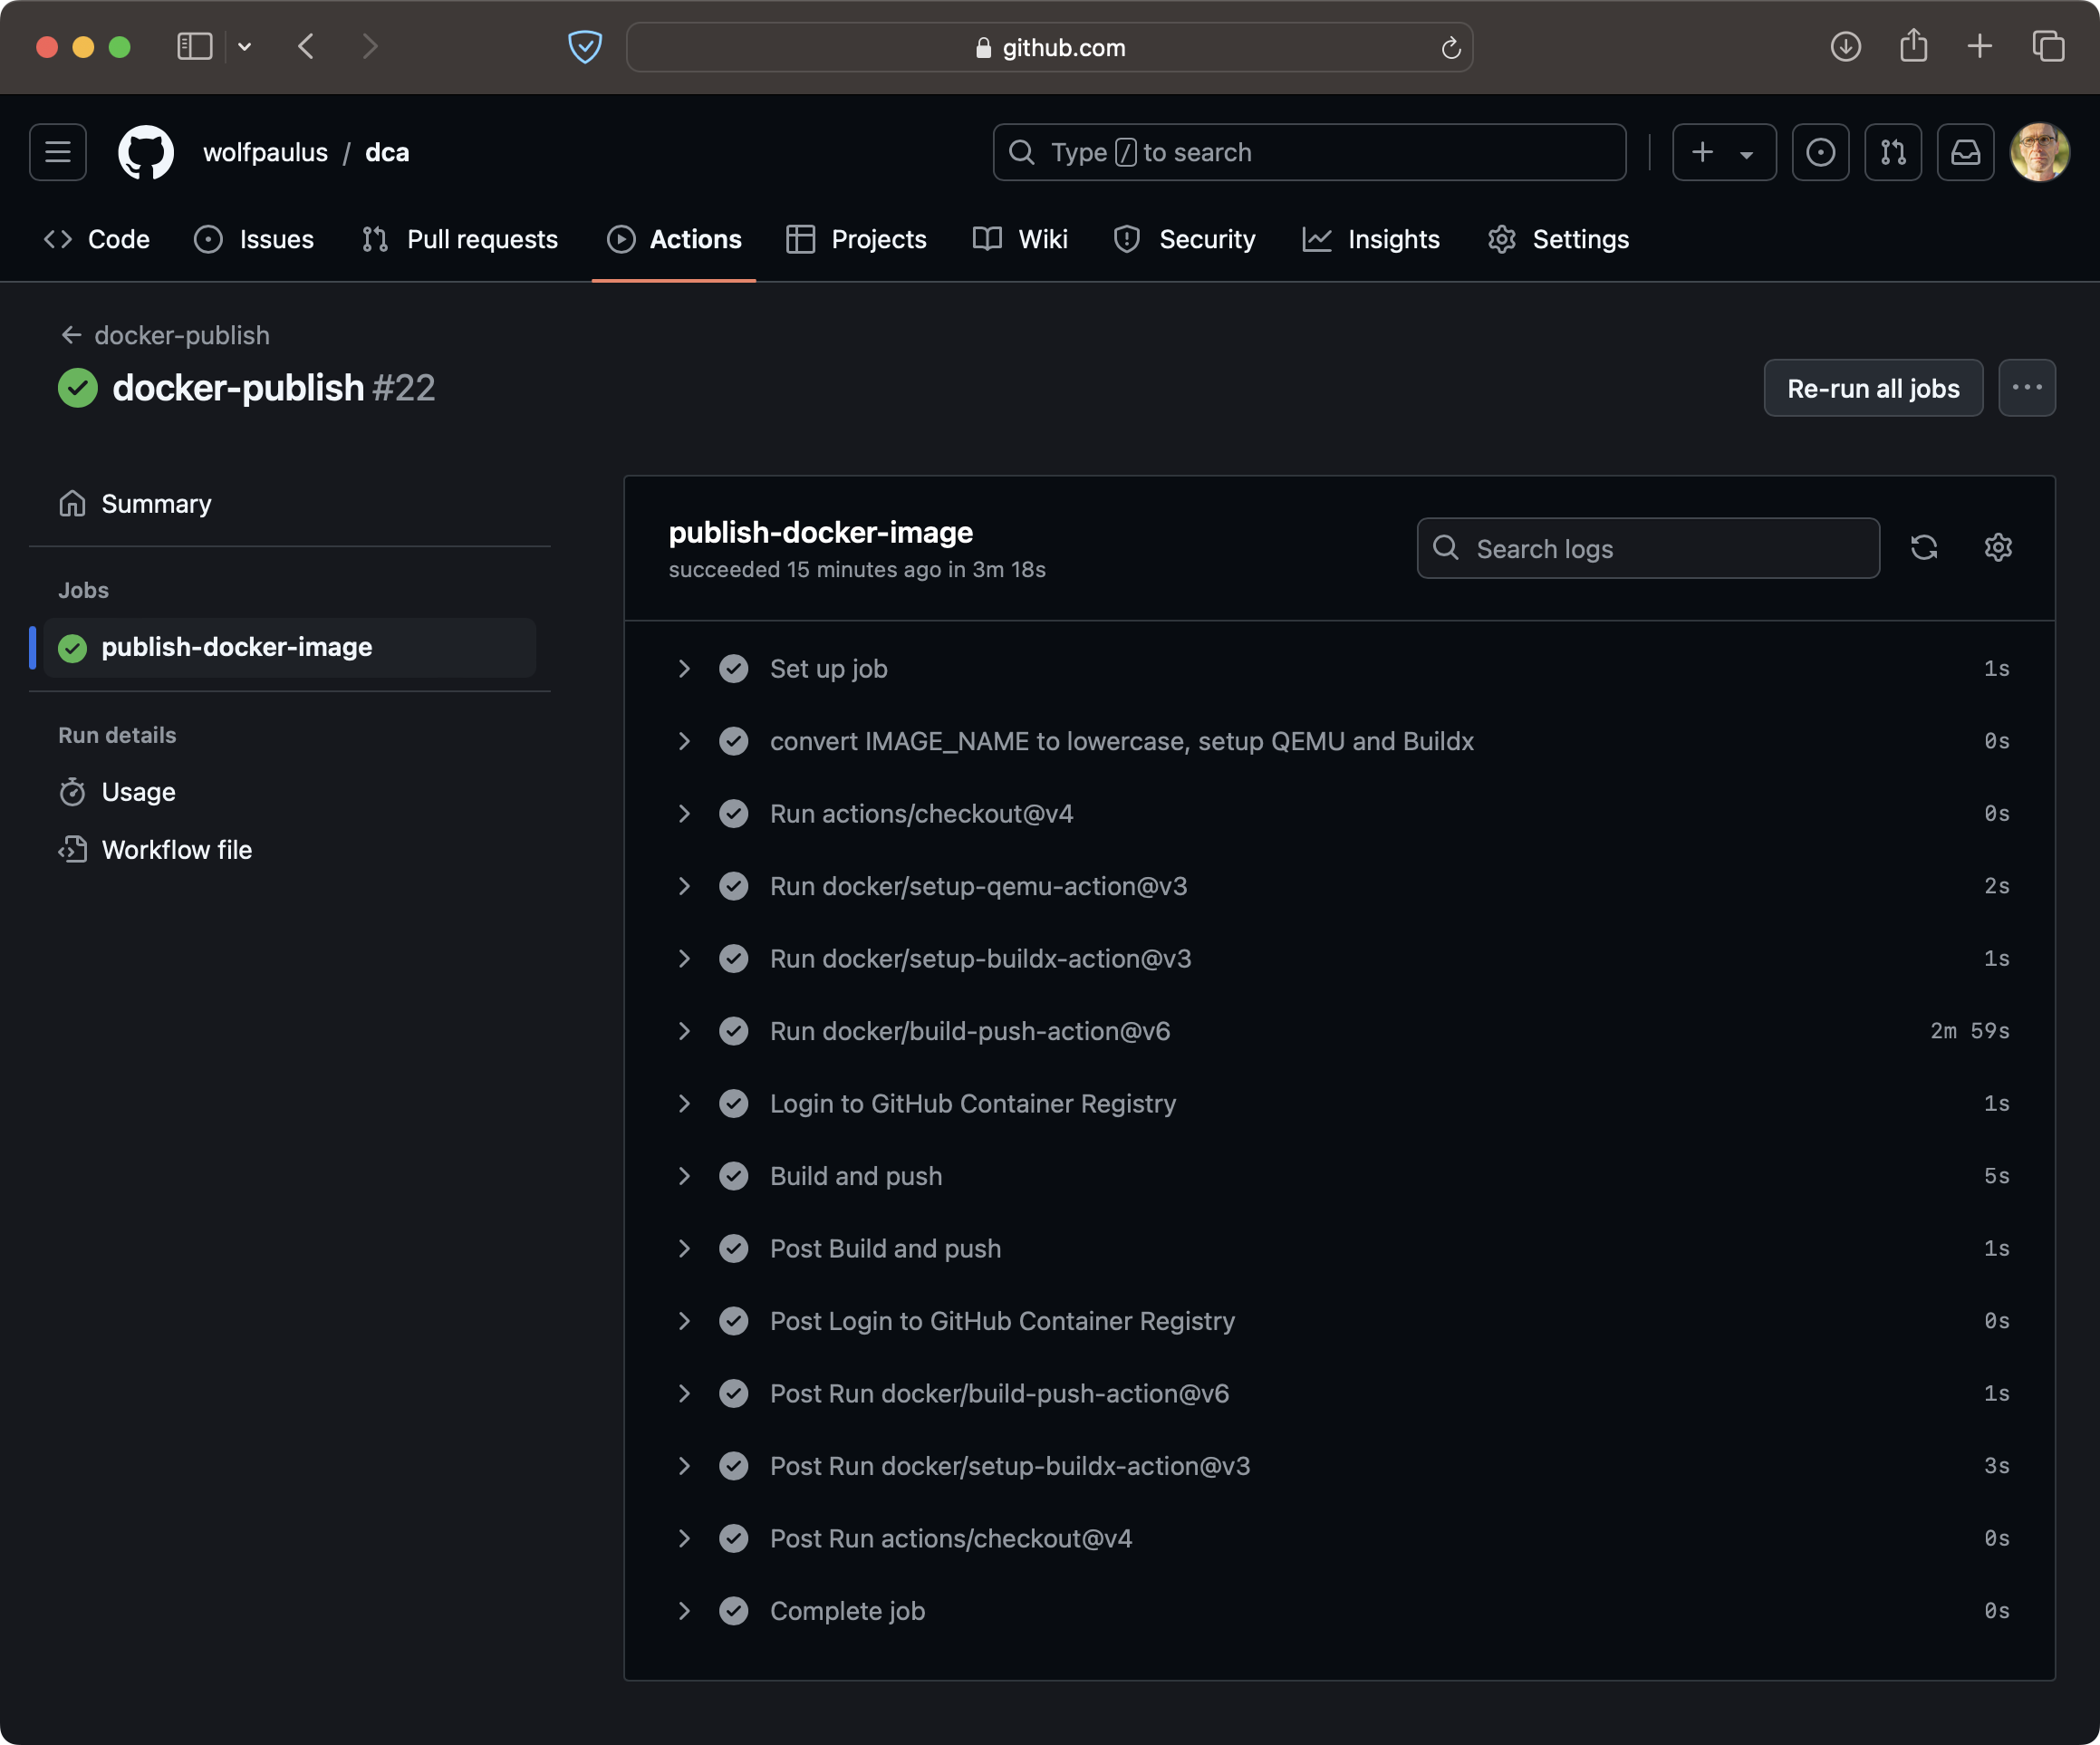 github.com
wolfpaulus / dca
Type / to search
Code Issues Pull requests Actions Projects Wiki Security Insights Settings
docker-publish
docker-publish #22
Re-run all jobs
Summary
Jobs
publish-docker-image
Run details
Usage
Workflow file
publish-docker-image
succeeded 15 minutes ago in 3m 18s
Search logs
Set up job 1s
convert IMAGE_NAME to lowercase, setup QEMU and Buildx 0s
Run actions/checkout@v4 0s
Run docker/setup-qemu-action@v3 2s
Run docker/setup-buildx-action@v3 1s
Run docker/build-push-action@v6 2m 59s
Login to GitHub Container Registry 1s
Build and push 5s
Post Build and push 1s
Post Login to GitHub Container Registry 0s
Post Run docker/build-push-action@v6 1s
Post Run docker/setup-buildx-action@v3 3s
Post Run actions/checkout@v4 0s
Complete job 0s